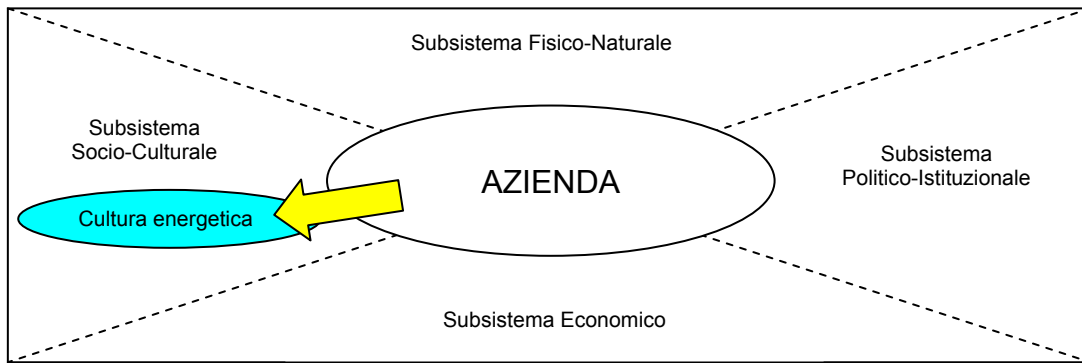 Subsistema Fisico-Naturale
Subsistema
Socio-Culturale
AZIENDA
Subsistema
Politico-Istituzionale
Cultura energetica
Subsistema Economico